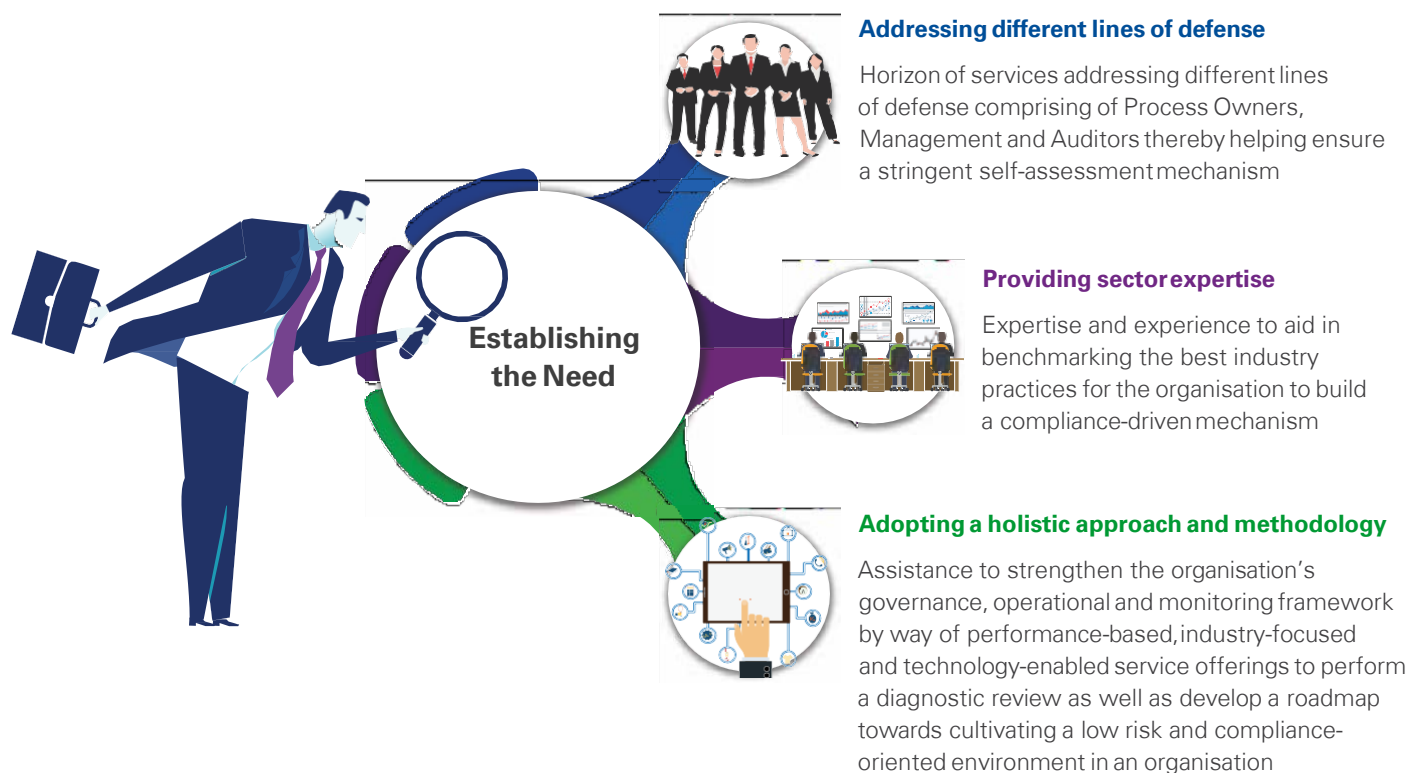 Addressing different lines of defense
Horizon of services addressing different lines
of defense comprising of Process Owners,
Management and Auditors thereby helping ensure
a stringent self-assessment mechanism
Establishing
the Need
Providing sector expertise
Expertise and experience to aid in
benchmarking the best industry
practices for the organisation to build
a compliance-driven mechanism
Adopting a holistic approach and methodology
Assistance to strengthen the organisation's
governance, operational and monitoring framework
by way of performance-based, industry-focused
and technology-enabled service offerings to perform
a diagnostic review as well as develop a roadmap
towards cultivating a low risk and compliance-
oriented environment in an organisation